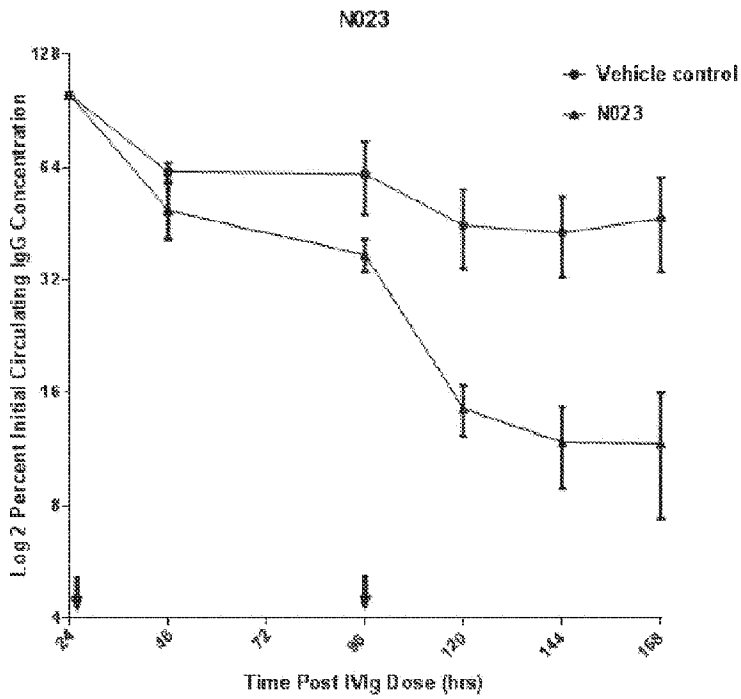 N023
128
Vehicle control
N023
64
32
16
8
4
Log 2 Percent Initial Circulating IgG Concentration
24
48
72
96
120
144
168
Time Post IVIg Dose (hrs)